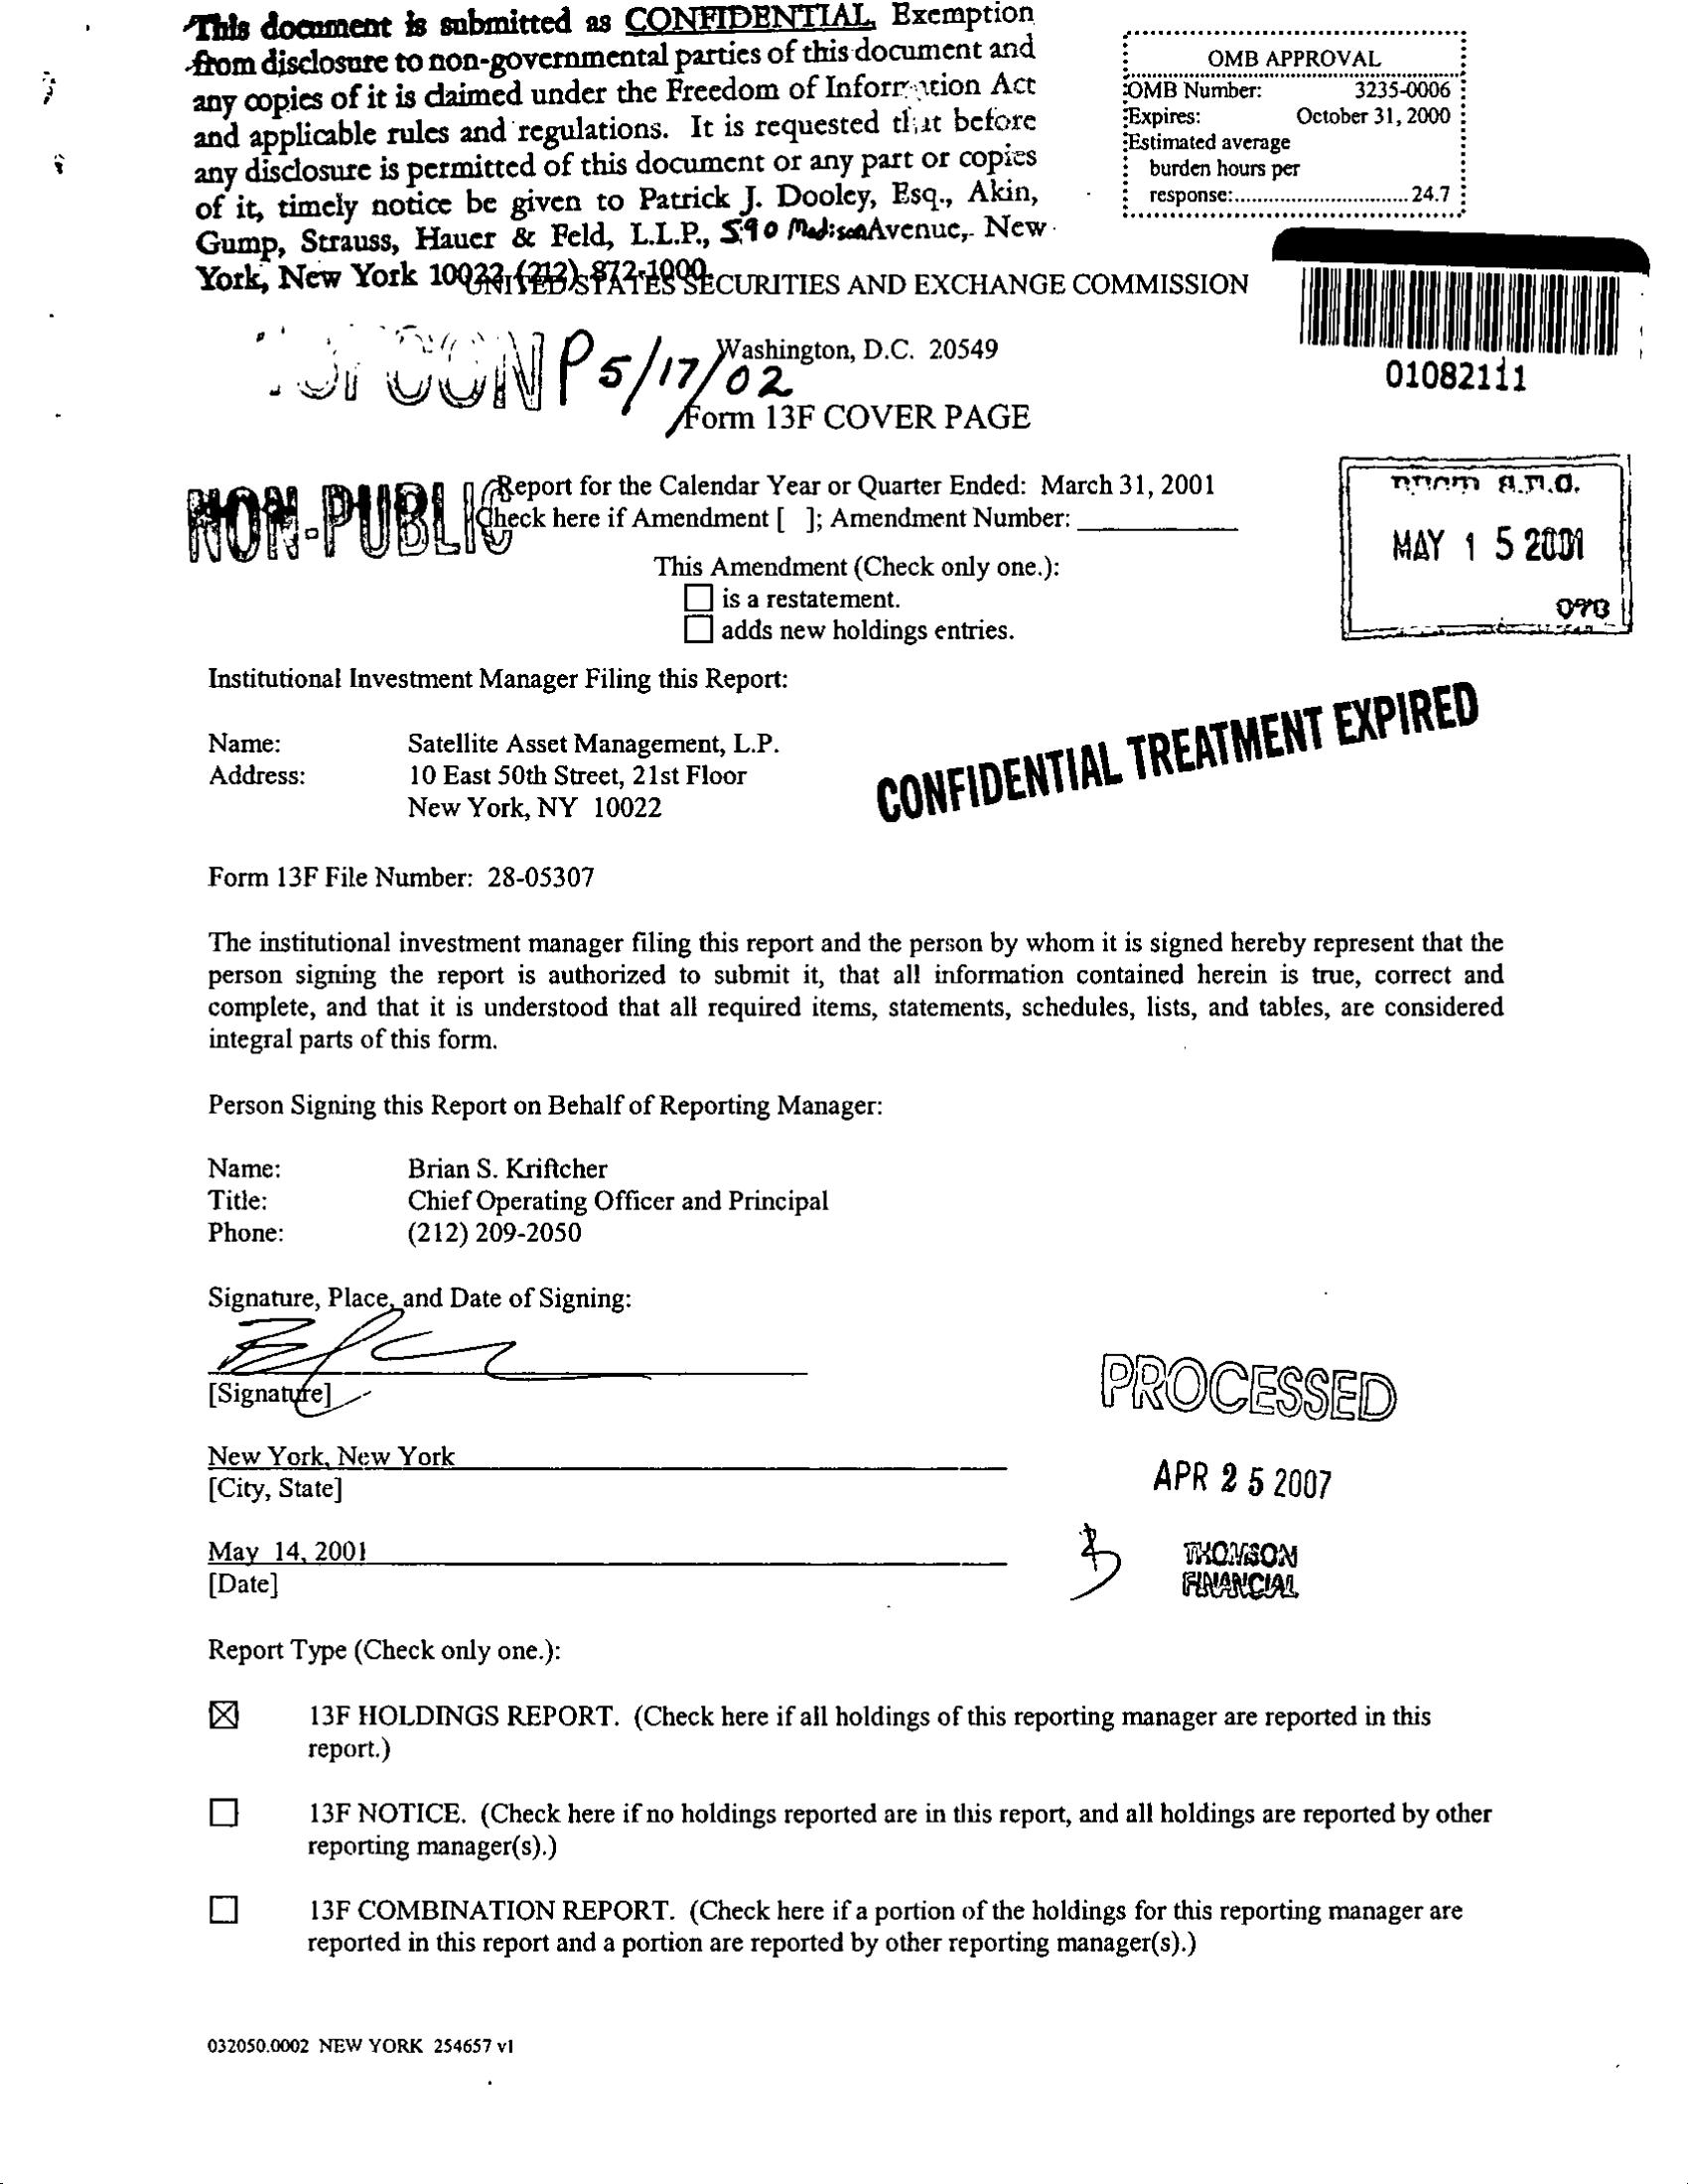 This document is submitted as CONFIDENTIAL. Exemption
from disclosure to non-governmental parties of this document and
any copies of it is claimed under the Freedom of Information Act
and applicable rules and regulations. It is requested that before
any disclosure is permitted of this document or any part or copies
of it, timely notice be given to Patrick J. Dooley, Esq., Akin,
Gump, Strauss, Hauer & Feld, L.L.P., 590 Madison Avenue, New
York, New York 10022 (212) 872-1000.
OMB APPROVAL
OMB Number: 3235-0006
Expires: October 31, 2000
Estimated average
burden hours per
response:..............................24.7
UNITED STATES SECURITIES AND EXCHANGE COMMISSION
Washington, D.C. 20549
P 5/17/02
01082111
Form 13F COVER PAGE
NON-PUBLIC
Report for the Calendar Year or Quarter Ended: March 31, 2001
Check here if Amendment [ ]; Amendment Number: ____________
MAY 15 2001
This Amendment (Check only one.):
☐ is a restatement.
☐ adds new holdings entries.
Institutional Investment Manager Filing this Report:
CONFIDENTIAL TREATMENT EXPIRED
Name: Satellite Asset Management, L.P.
Address: 10 East 50th Street, 21st Floor
New York, NY 10022
Form 13F File Number: 28-05307
The institutional investment manager filing this report and the person by whom it is signed hereby represent that the
person signing the report is authorized to submit it, that all information contained herein is true, correct and
complete, and that it is understood that all required items, statements, schedules, lists, and tables, are considered
integral parts of this form.
Person Signing this Report on Behalf of Reporting Manager:
Name: Brian S. Kriftcher
Title: Chief Operating Officer and Principal
Phone: (212) 209-2050
Signature, Place, and Date of Signing:
[Signature]
PROCESSED
New York, New York
[City, State]
APR 25 2007
May 14, 2001
[Date]
THOMSON
FINANCIAL
Report Type (Check only one.):
☒ 13F HOLDINGS REPORT. (Check here if all holdings of this reporting manager are reported in this
report.)
☐ 13F NOTICE. (Check here if no holdings reported are in this report, and all holdings are reported by other
reporting manager(s).)
☐ 13F COMBINATION REPORT. (Check here if a portion of the holdings for this reporting manager are
reported in this report and a portion are reported by other reporting manager(s).)
032050.0002 NEW YORK 254657 v1